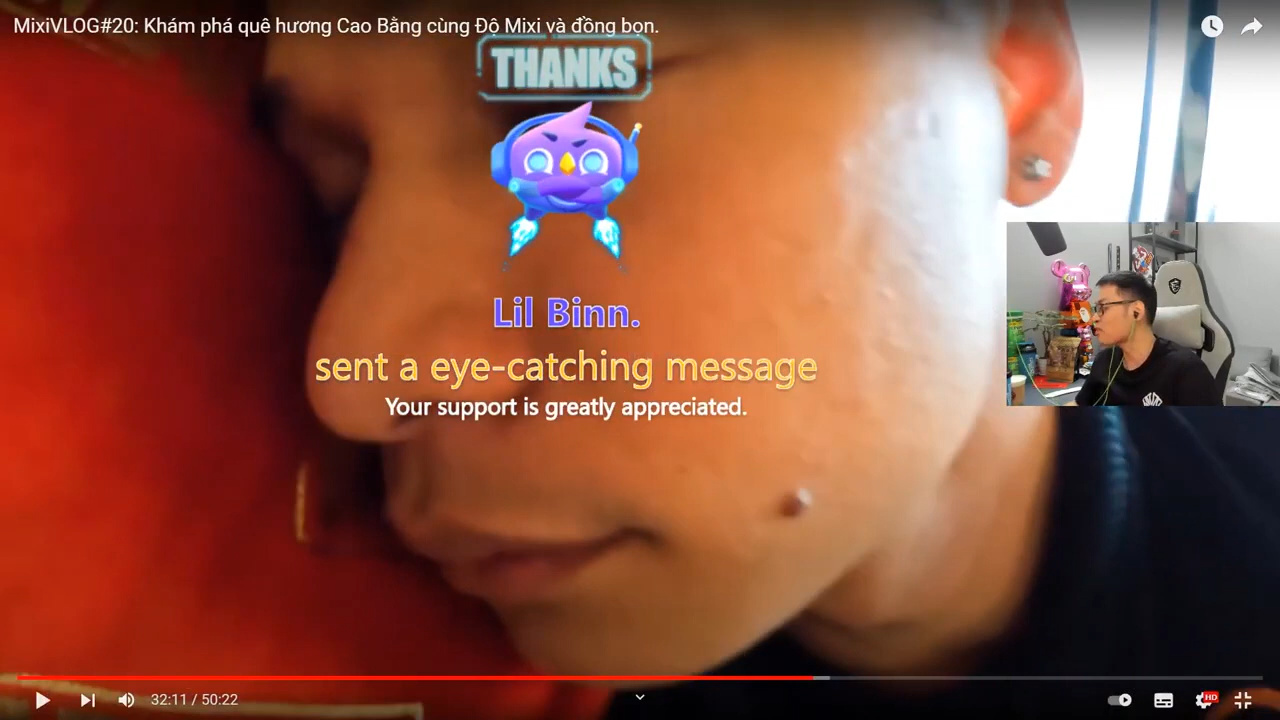 MixiVLOG#20: Khám phá quê hương Cao Bằng cùng Độ Mixi và đồng bọn.
THANKS
Lil Binn.
sent a eye-catching message
Your support is greatly appreciated.
32:11 / 50:22
HD